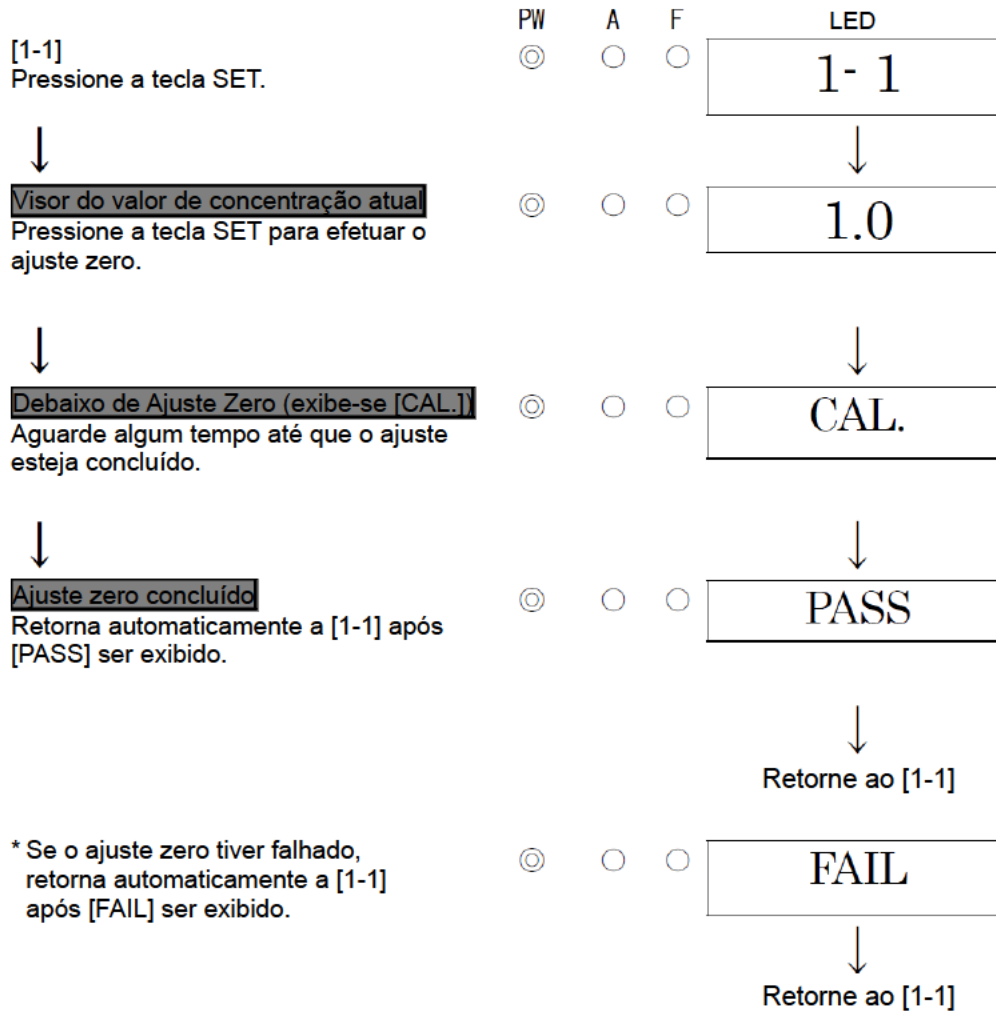 PW A F LED
[1-1]
Pressione a tecla SET.
1- 1
Visor do valor de concentração atual
Pressione a tecla SET para efetuar o
ajuste zero.
1.0
Debaixo de Ajuste Zero (exibe-se [CAL.])
Aguarde algum tempo até que o ajuste
esteja concluído.
CAL.
Ajuste zero concluído
Retorna automaticamente a [1-1] após
[PASS] ser exibido.
PASS
Retorne ao [1-1]
* Se o ajuste zero tiver falhado,
retorna automaticamente a [1-1]
após [FAIL] ser exibido.
FAIL
Retorne ao [1-1]